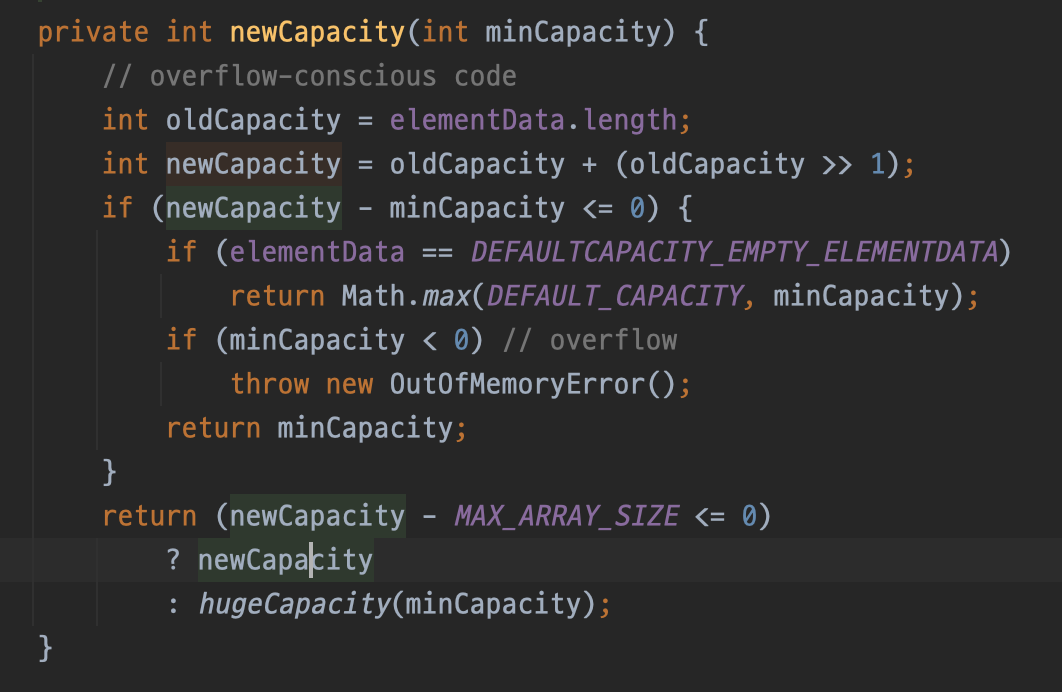 private int newCapacity(int minCapacity) {
    // overflow-conscious code
    int oldCapacity = elementData.length;
    int newCapacity = oldCapacity + (oldCapacity >> 1);
    if (newCapacity - minCapacity <= 0) {
        if (elementData == DEFAULTCAPACITY_EMPTY_ELEMENTDATA)
            return Math.max(DEFAULT_CAPACITY, minCapacity);
        if (minCapacity < 0) // overflow
            throw new OutOfMemoryError();
        return minCapacity;
    }
    return (newCapacity - MAX_ARRAY_SIZE <= 0)
        ? newCapacity
        : hugeCapacity(minCapacity);
}